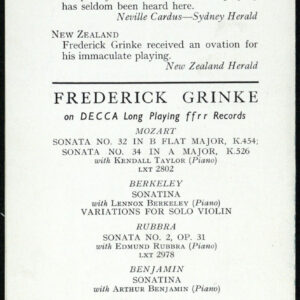 has seldom been heard here.
Neville Cardus—Sydney Herald
NEW ZEALAND
Frederick Grinke received an ovation for
his immaculate playing.
New Zealand Herald
FREDERICK GRINKE
on DECCA Long Playing ffrr Records
MOZART
SONATA NO. 32 IN B FLAT MAJOR, K.454;
SONATA NO. 34 IN A MAJOR, K.526
with KENDALL TAYLOR (Piano)
LXT 2802
BERKELEY
SONATINA
with LENNOX BERKELEY (Piano)
VARIATIONS FOR SOLO VIOLIN
RUBBRA
SONATA NO. 2, OP. 31
with EDMUND RUBBRA (Piano)
LXT 2978
BENJAMIN
SONATINA
with ARTHUR BENJAMIN (Piano)